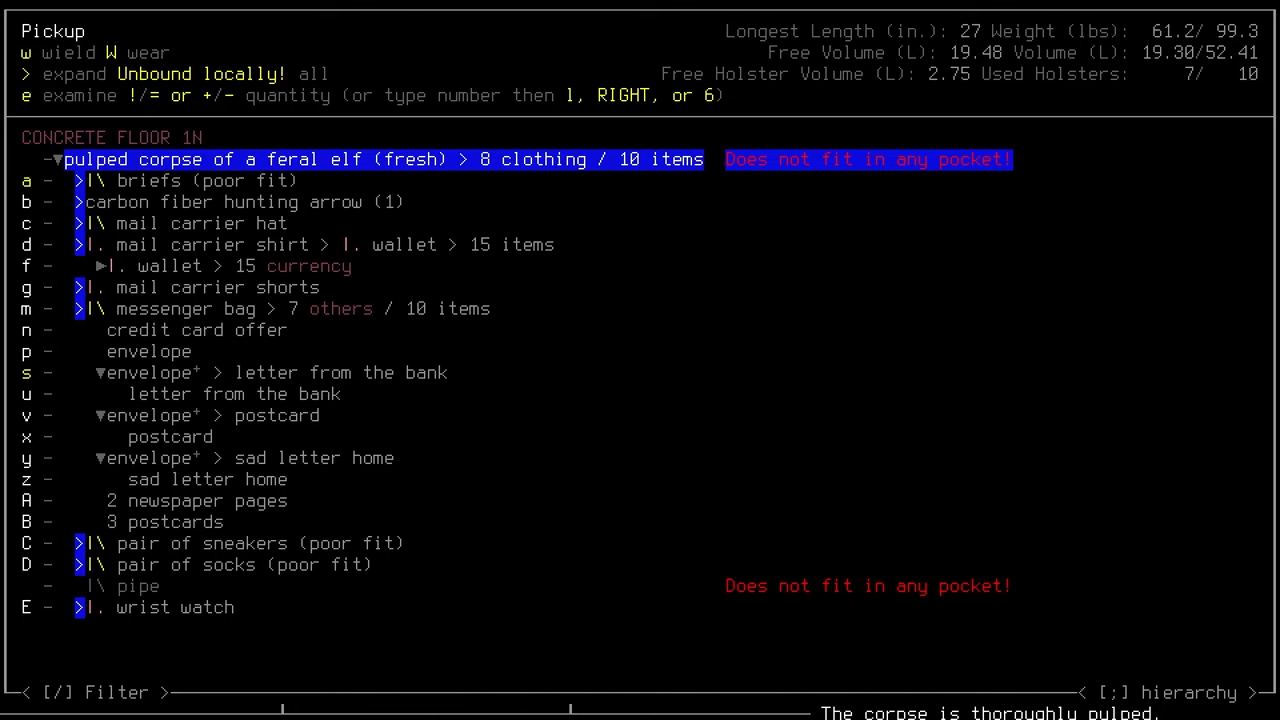 Pickup Longest Length (in.): 27 Weight (lbs): 61.2/ 99.3
w wield W wear Free Volume (L): 19.48 Volume (L): 19.30/52.41
> expand Unbound locally! all Free Holster Volume (L): 2.75 Used Holsters: 7/ 10
e examine !/= or +/- quantity (or type number then l, RIGHT, or 6)
CONCRETE FLOOR 1N
-▼pulped corpse of a feral elf (fresh) > 8 clothing / 10 items Does not fit in any pocket!
a - >|\ briefs (poor fit)
b - >carbon fiber hunting arrow (1)
c - >|\ mail carrier hat
d - >|. mail carrier shirt > |. wallet > 15 items
f - ▶|. wallet > 15 currency
g - >|. mail carrier shorts
m - >|\ messenger bag > 7 others / 10 items
n - credit card offer
p - envelope
s - ▼envelope⁺ > letter from the bank
u - letter from the bank
v - ▼envelope⁺ > postcard
x - postcard
y - ▼envelope⁺ > sad letter home
z - sad letter home
A - 2 newspaper pages
B - 3 postcards
C - >|\ pair of sneakers (poor fit)
D - >|\ pair of socks (poor fit)
- |\ pipe Does not fit in any pocket!
E - >|. wrist watch
< [/] Filter > < [;] hierarchy >
The corpse is thoroughly pulped.